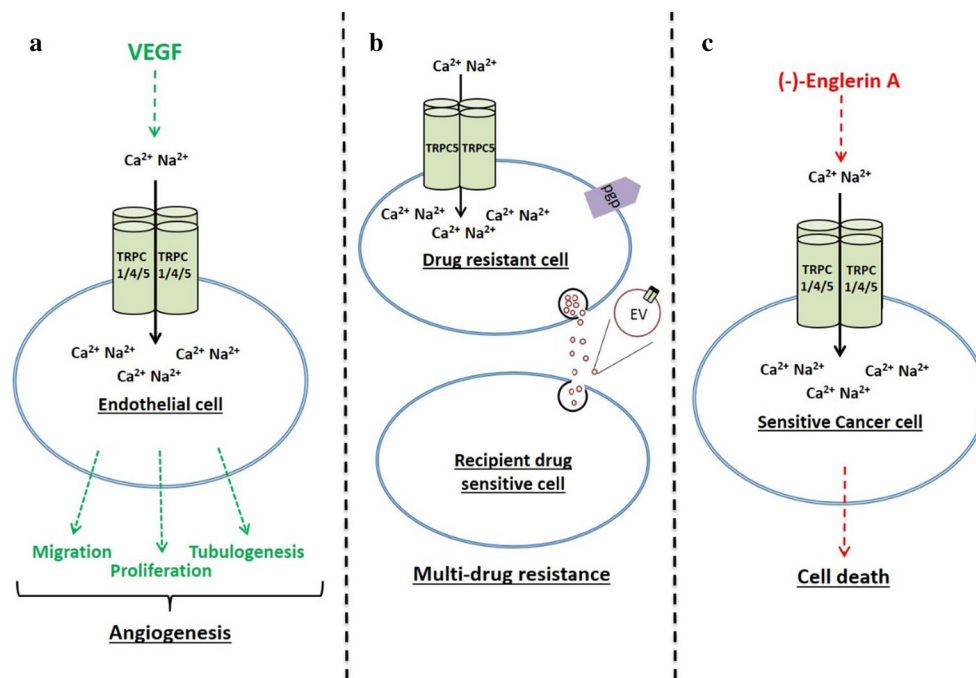 a
VEGF
Ca²⁺ Na²⁺
TRPC TRPC
1/4/5 1/4/5
Ca²⁺ Na²⁺ Ca²⁺ Na²⁺
Ca²⁺ Na²⁺
Endothelial cell
Migration Tubulogenesis
Proliferation
Angiogenesis
b
Ca²⁺ Na²⁺
TRPC5 TRPC5
pgp
Ca²⁺ Na²⁺ Ca²⁺ Na²⁺
Ca²⁺ Na²⁺
Drug resistant cell
EV
Recipient drug
sensitive cell
Multi-drug resistance
c
(-)-Englerin A
Ca²⁺ Na²⁺
TRPC TRPC
1/4/5 1/4/5
Ca²⁺ Na²⁺ Ca²⁺ Na²⁺
Ca²⁺ Na²⁺
Sensitive Cancer cell
Cell death